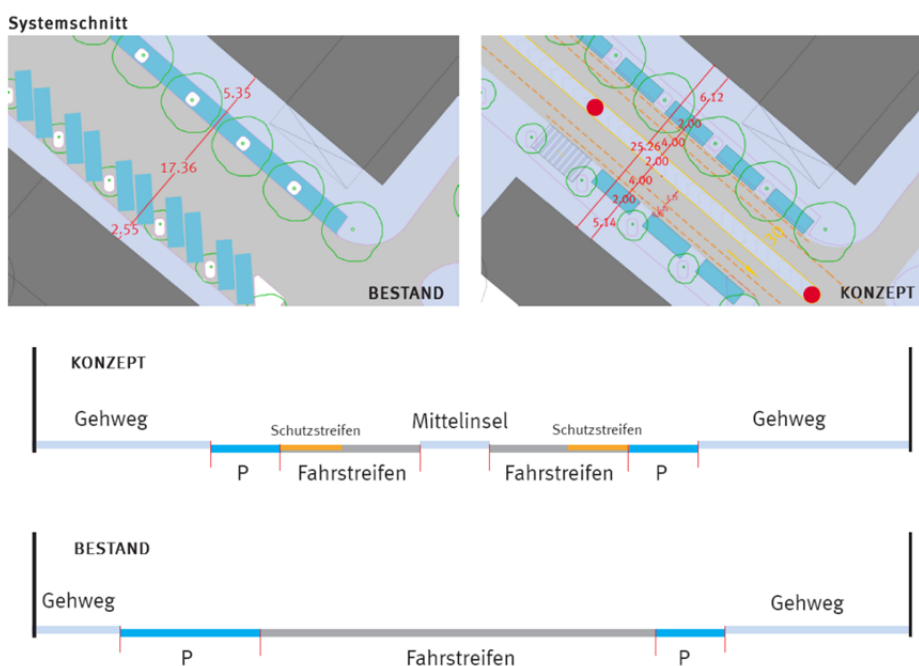 Systemschnitt
5.35
17.36
2.55
BESTAND
6.12
2.00
4.00
25.26
2.00
4.00
2.00
5.14
30
KONZEPT
KONZEPT
Gehweg
Schutzstreifen
Mittelinsel
Schutzstreifen
Gehweg
P
Fahrstreifen
Fahrstreifen
P
BESTAND
Gehweg
Gehweg
P
Fahrstreifen
P